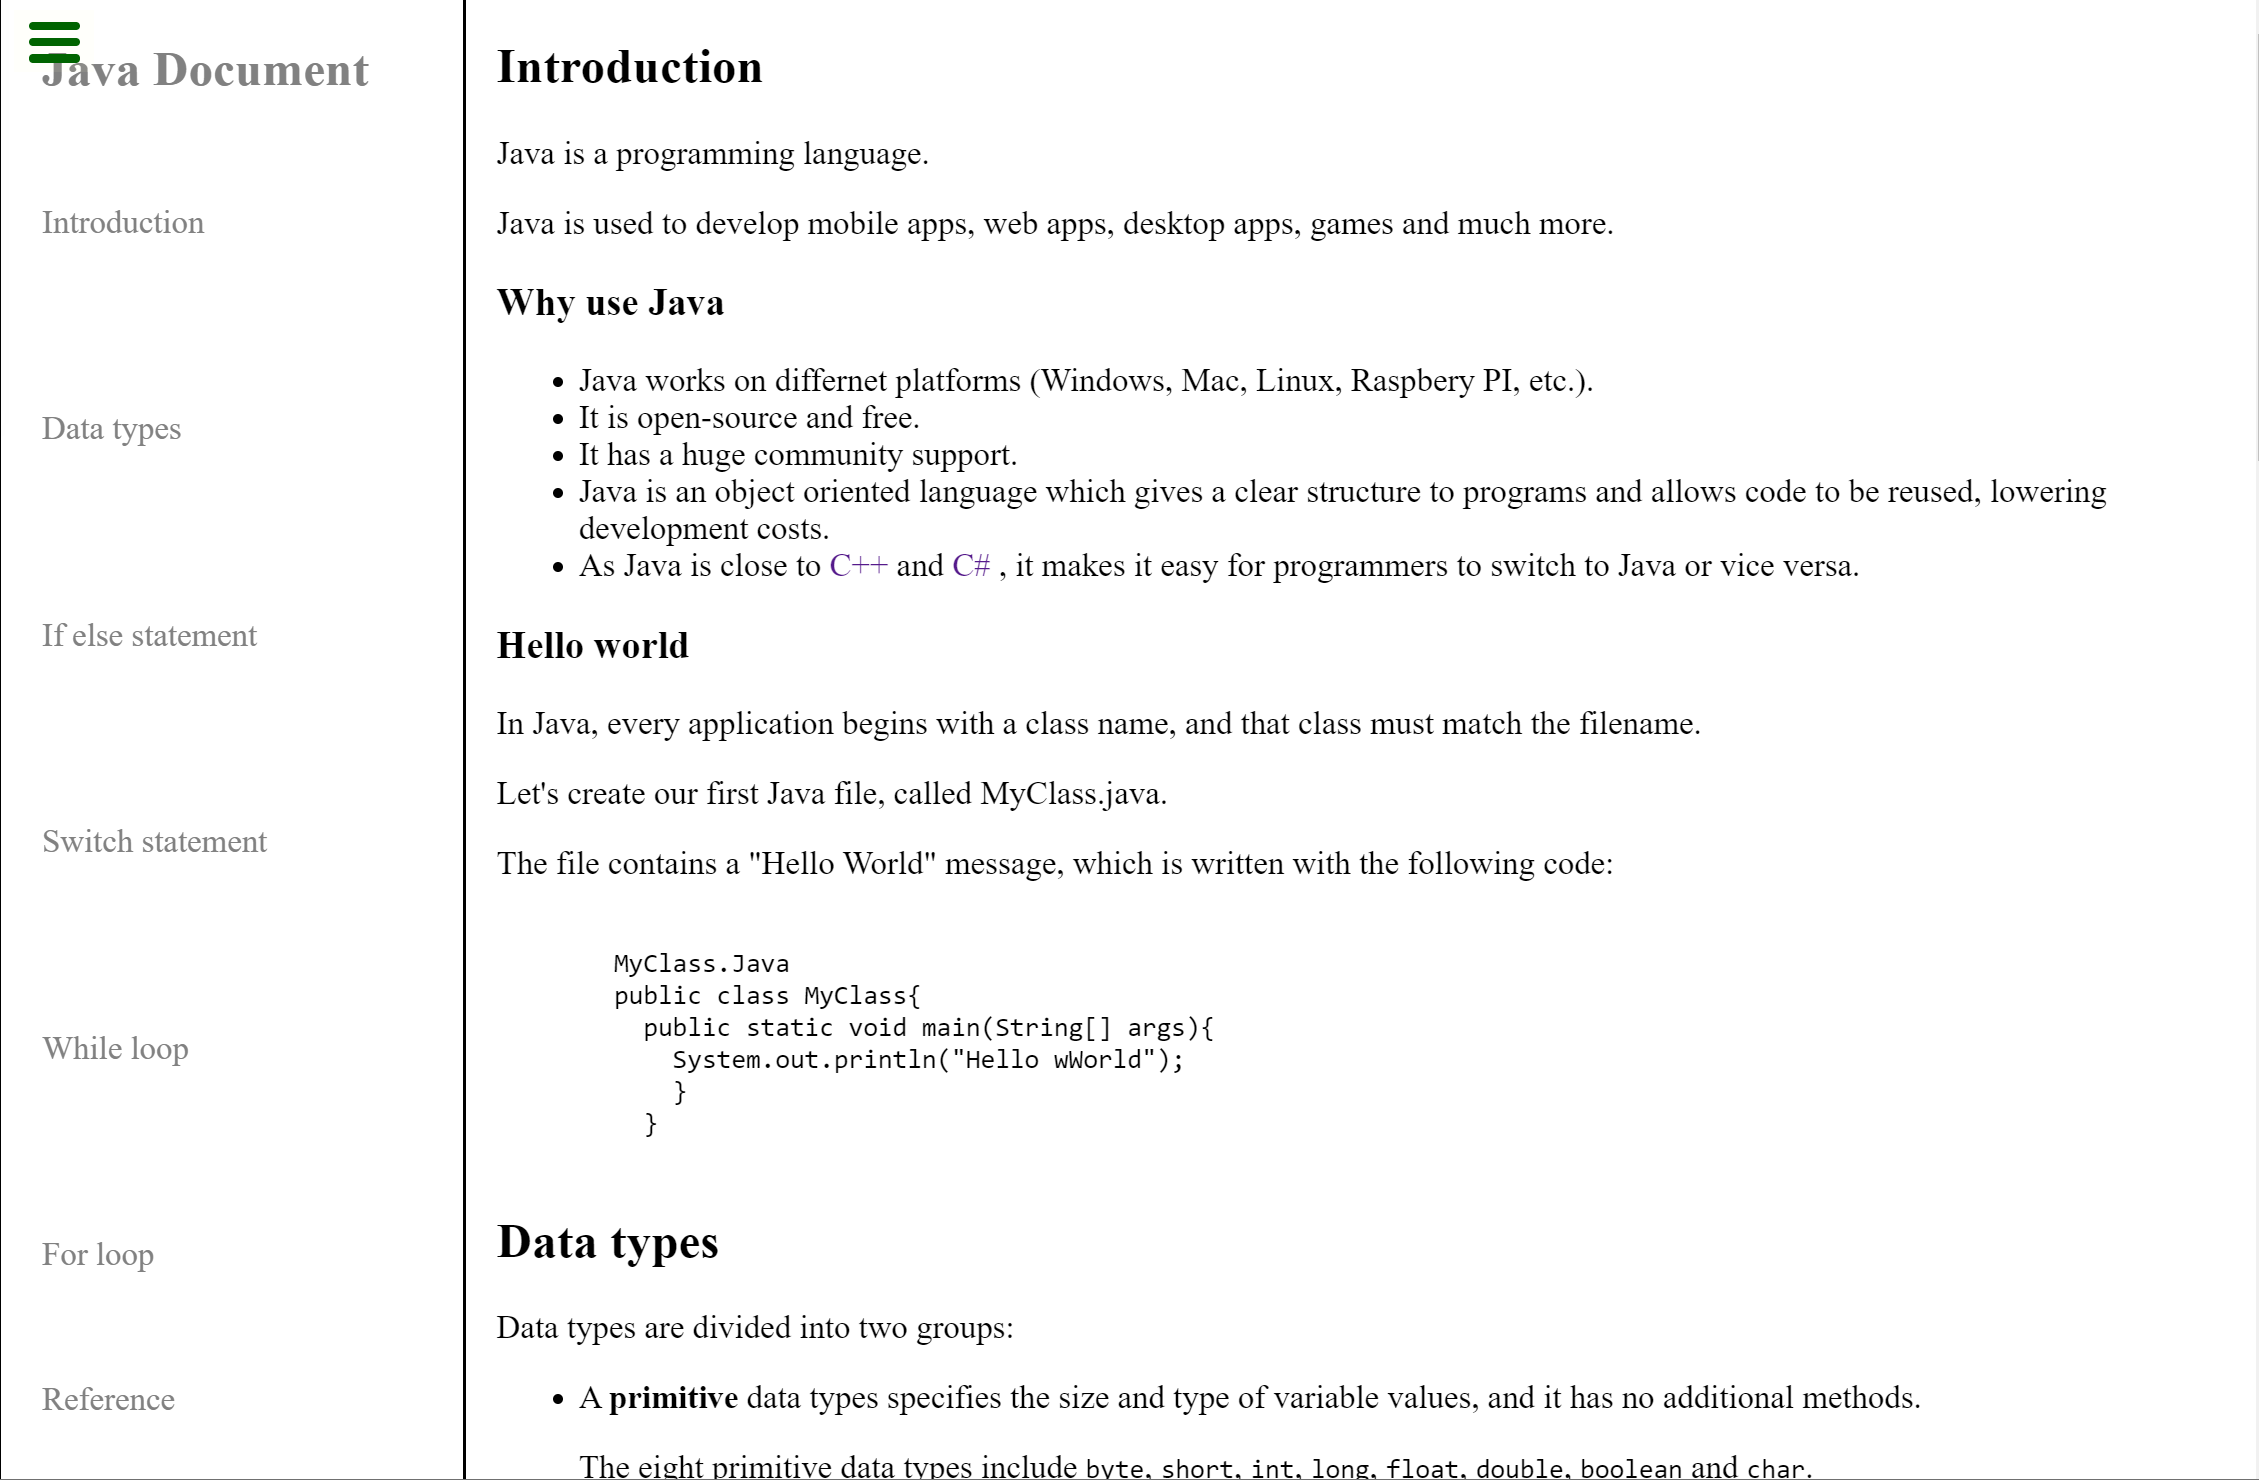 Java Document
Introduction
Data types
If else statement
Switch statement
While loop
For loop
Reference
Introduction
Java is a programming language.
Java is used to develop mobile apps, web apps, desktop apps, games and much more.
Why use Java
• Java works on differnet platforms (Windows, Mac, Linux, Raspbery PI, etc.).
• It is open-source and free.
• It has a huge community support.
• Java is an object oriented language which gives a clear structure to programs and allows code to be reused, lowering
development costs.
• As Java is close to C++ and C# , it makes it easy for programmers to switch to Java or vice versa.
Hello world
In Java, every application begins with a class name, and that class must match the filename.
Let's create our first Java file, called MyClass.java.
The file contains a "Hello World" message, which is written with the following code:
MyClass.Java
public class MyClass{
  public static void main(String[] args){
    System.out.println("Hello wWorld");
    }
  }
Data types
Data types are divided into two groups:
• A primitive data types specifies the size and type of variable values, and it has no additional methods.
The eight primitive data types include byte, short, int, long, float, double, boolean and char.